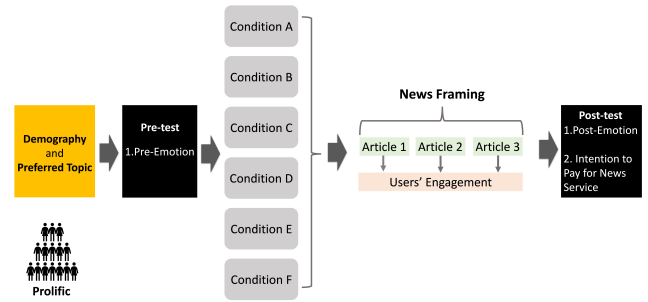 Demography
and
Preferred Topic
Prolific
Pre-test
1.Pre-Emotion
Condition A
Condition B
Condition C
Condition D
Condition E
Condition F
News Framing
Article 1
Article 2
Article 3
Users' Engagement
Post-test
1.Post-Emotion
2. Intention to
Pay for News
Service